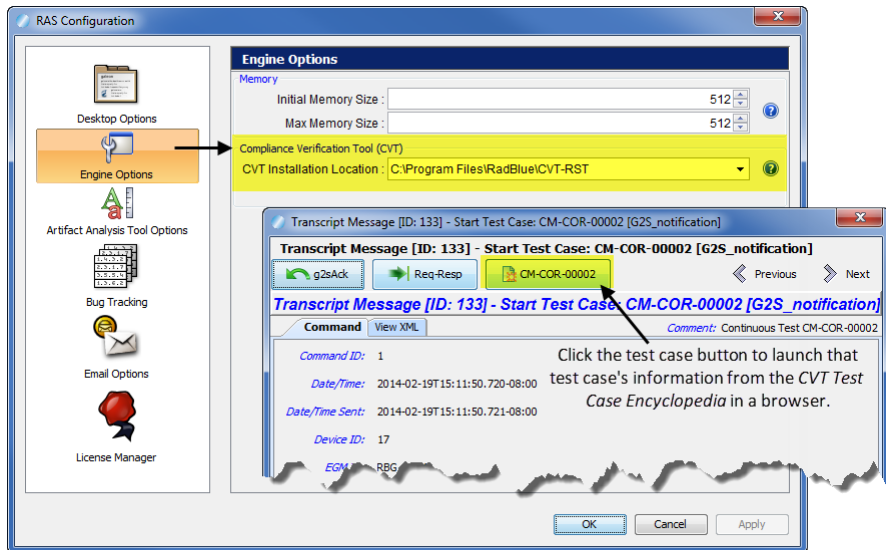 RAS Configuration
Desktop Options
Engine Options
Artifact Analysis Tool Options
Bug Tracking
Email Options
License Manager
Engine Options
Memory
Initial Memory Size : 512
Max Memory Size : 512
Compliance Verification Tool (CVT)
CVT Installation Location : C:\Program Files\RadBlue\CVT-RST
Transcript Message [ID: 133] - Start Test Case: CM-COR-00002 [G2S_notification]
Transcript Message [ID: 133] - Start Test Case: CM-COR-00002 [G2S_notification]
g2sAck
Req-Resp
CM-COR-00002
Previous
Next
Transcript Message [ID: 133] - Start Test Case: CM-COR-00002 [G2S_notification]
Command
View XML
Comment: Continuous Test CM-COR-00002
Command ID: 1
Date/Time: 2014-02-19T15:11:50.720-08:00
Date/Time Sent: 2014-02-19T15:11:50.721-08:00
Device ID: 17
EGM
RBG
Click the test case button to launch that
test case's information from the CVT Test
Case Encyclopedia in a browser.
OK
Cancel
Apply